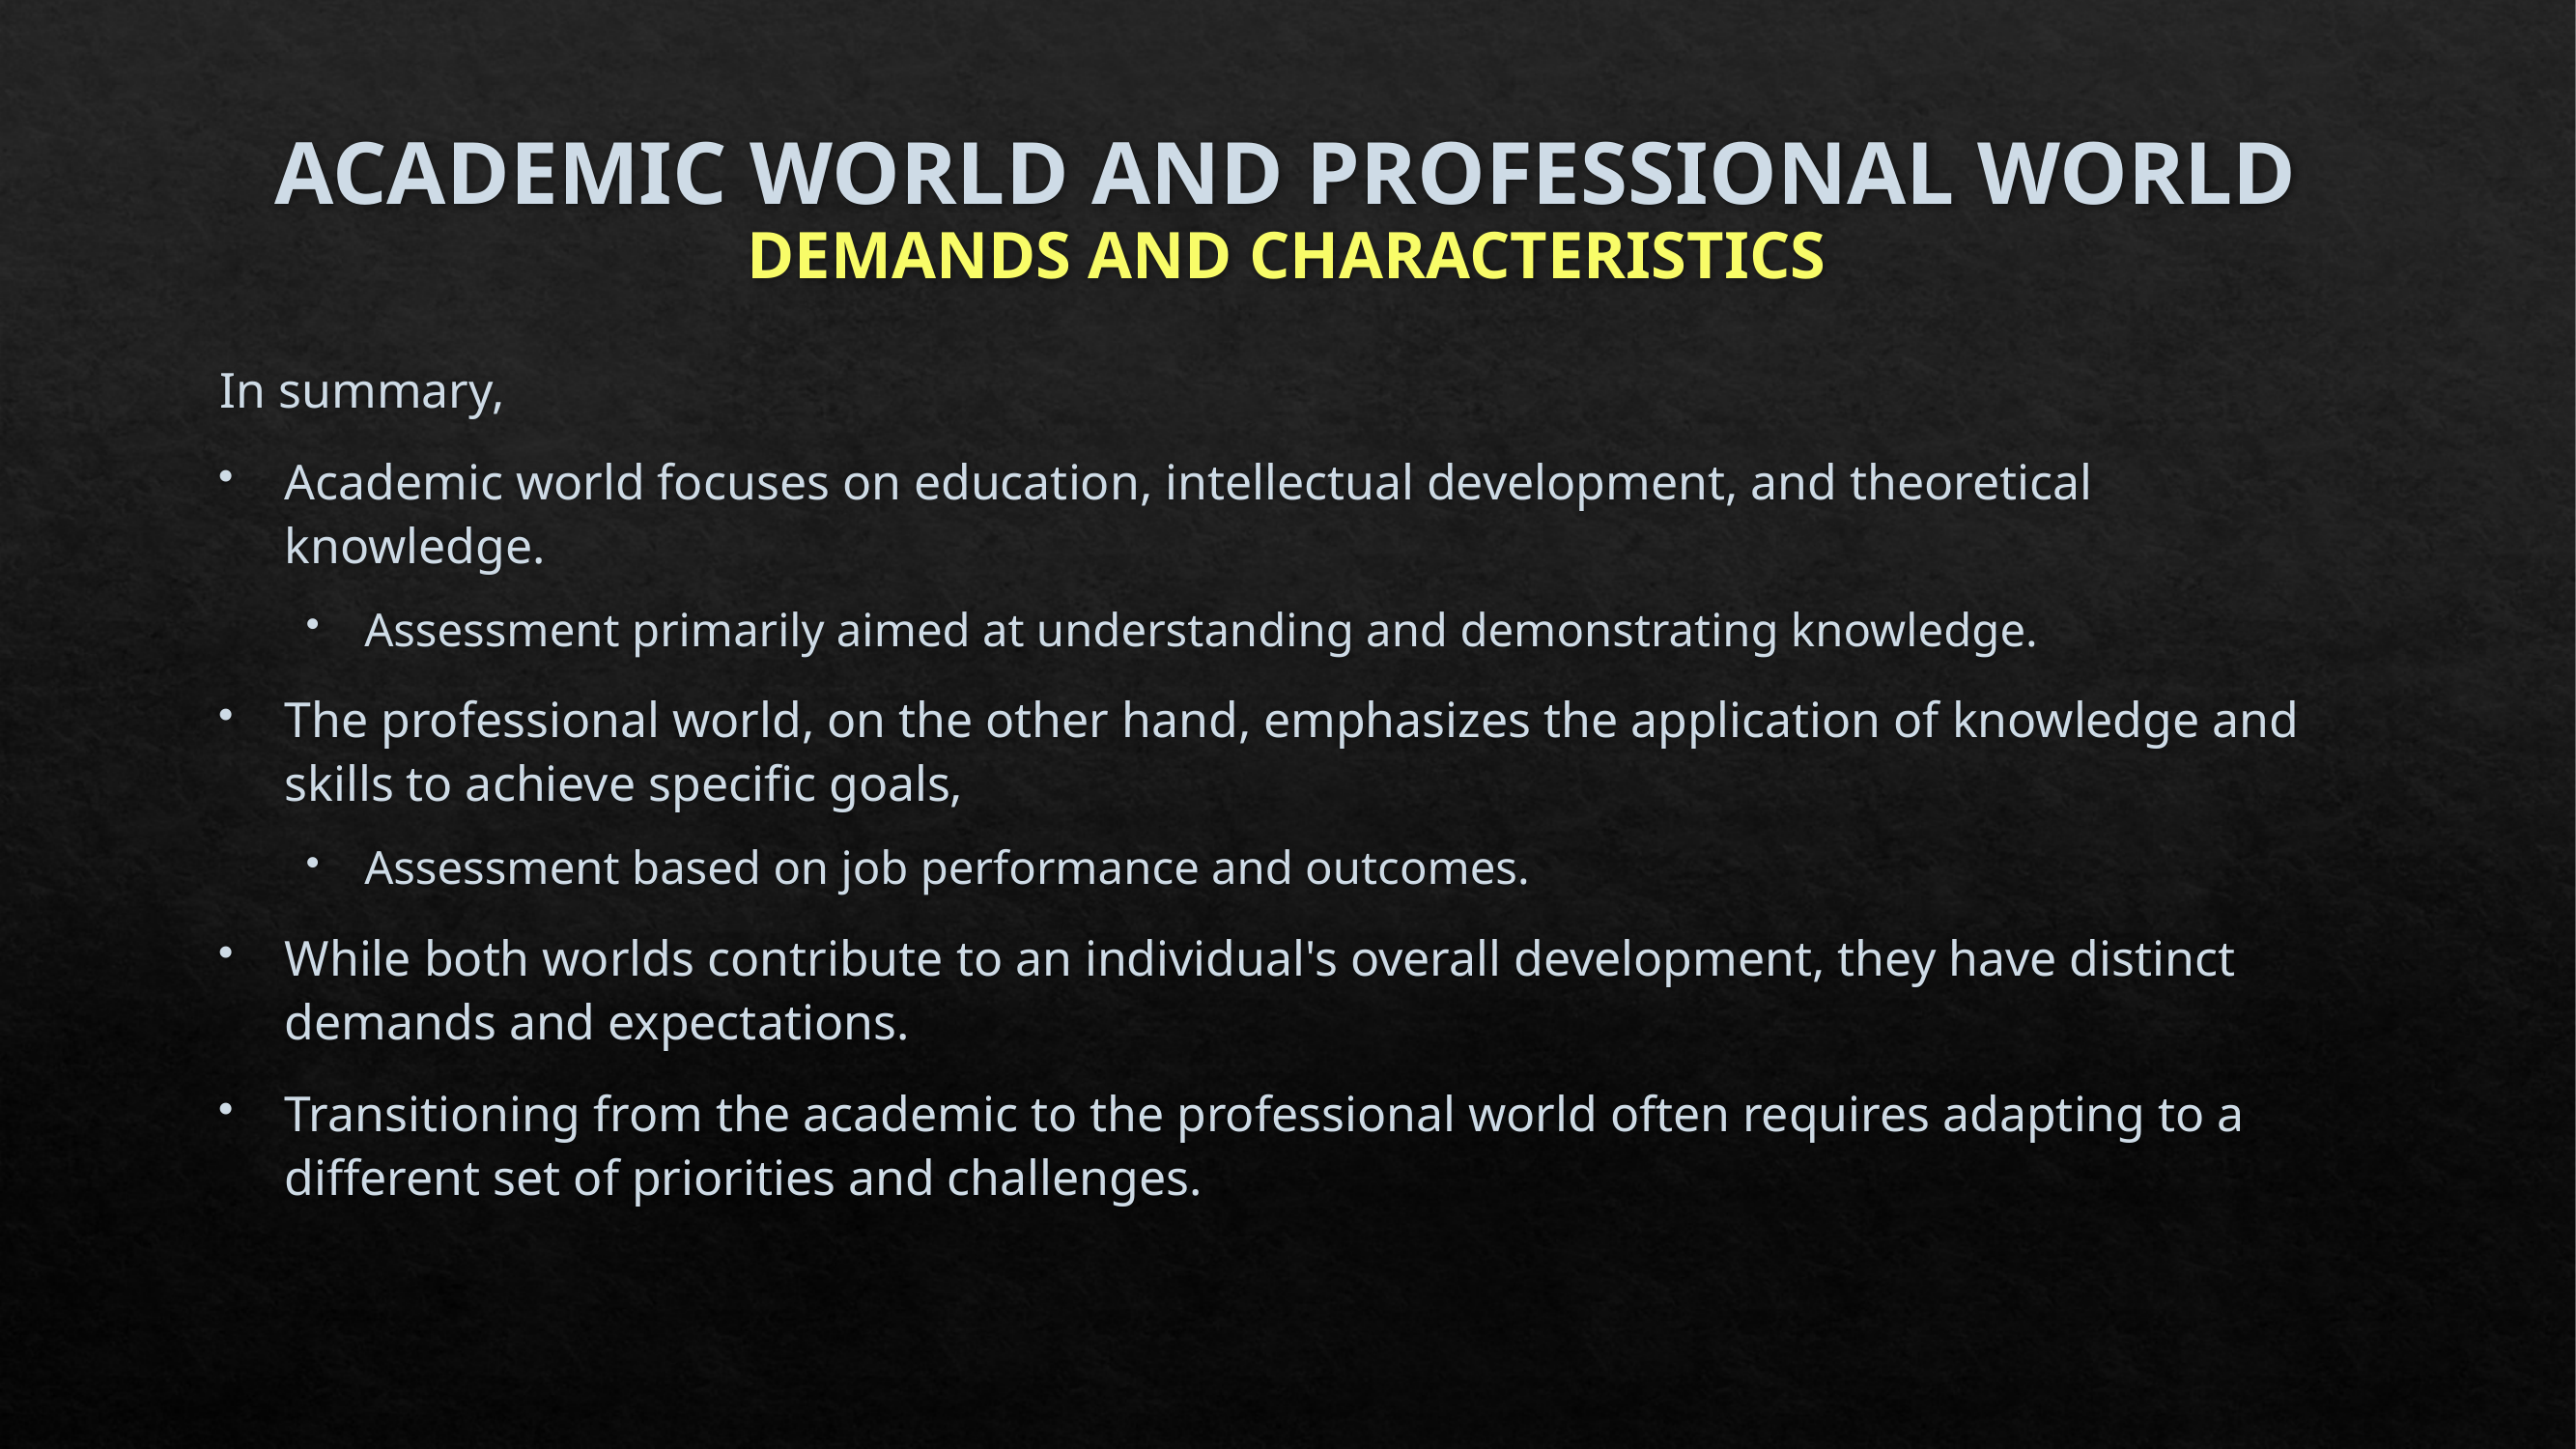 ACADEMIC WORLD AND PROFESSIONAL WORLD
DEMANDS AND CHARACTERISTICS
In summary,
• Academic world focuses on education, intellectual development, and theoretical
knowledge.
• Assessment primarily aimed at understanding and demonstrating knowledge.
• The professional world, on the other hand, emphasizes the application of knowledge and
skills to achieve specific goals,
• Assessment based on job performance and outcomes.
• While both worlds contribute to an individual's overall development, they have distinct
demands and expectations.
• Transitioning from the academic to the professional world often requires adapting to a
different set of priorities and challenges.